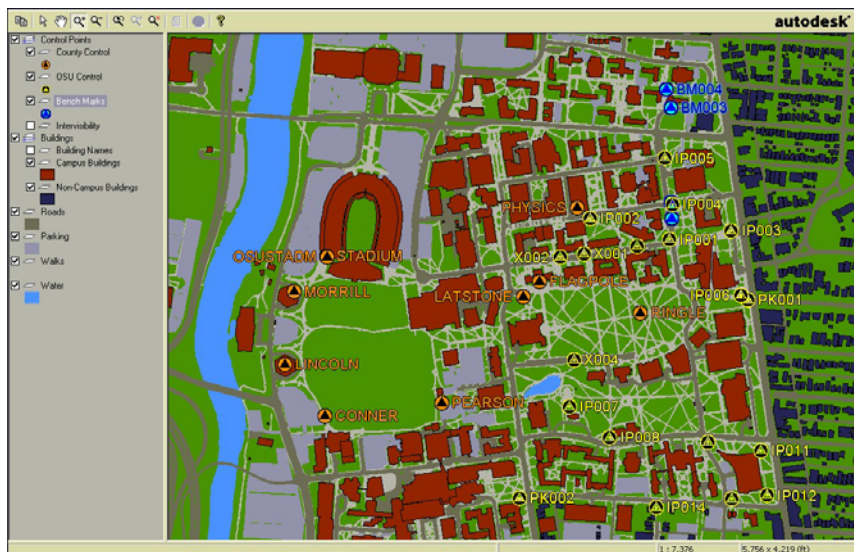 autodesk
Control Points
County Control
OSU Control
Bench Marks
Intervisibility
Buildings
Building Names
Campus Buildings
Non-Campus Buildings
Roads
Parking
Walks
Water
BM004
BM003
IP005
PHYSICS
IP004
IP002
IP003
IP001
OSUSTADM STADIUM
X002
X001
FLAGPOLE
MORRILL
LATSTONE
IP006
PK001
RINGLE
X004
LINCOLN
PEARSON
IP007
CONNER
IP008
IP011
PK002
IP012
IP014
1 : 7,376
5,756 x 4,219 (ft)